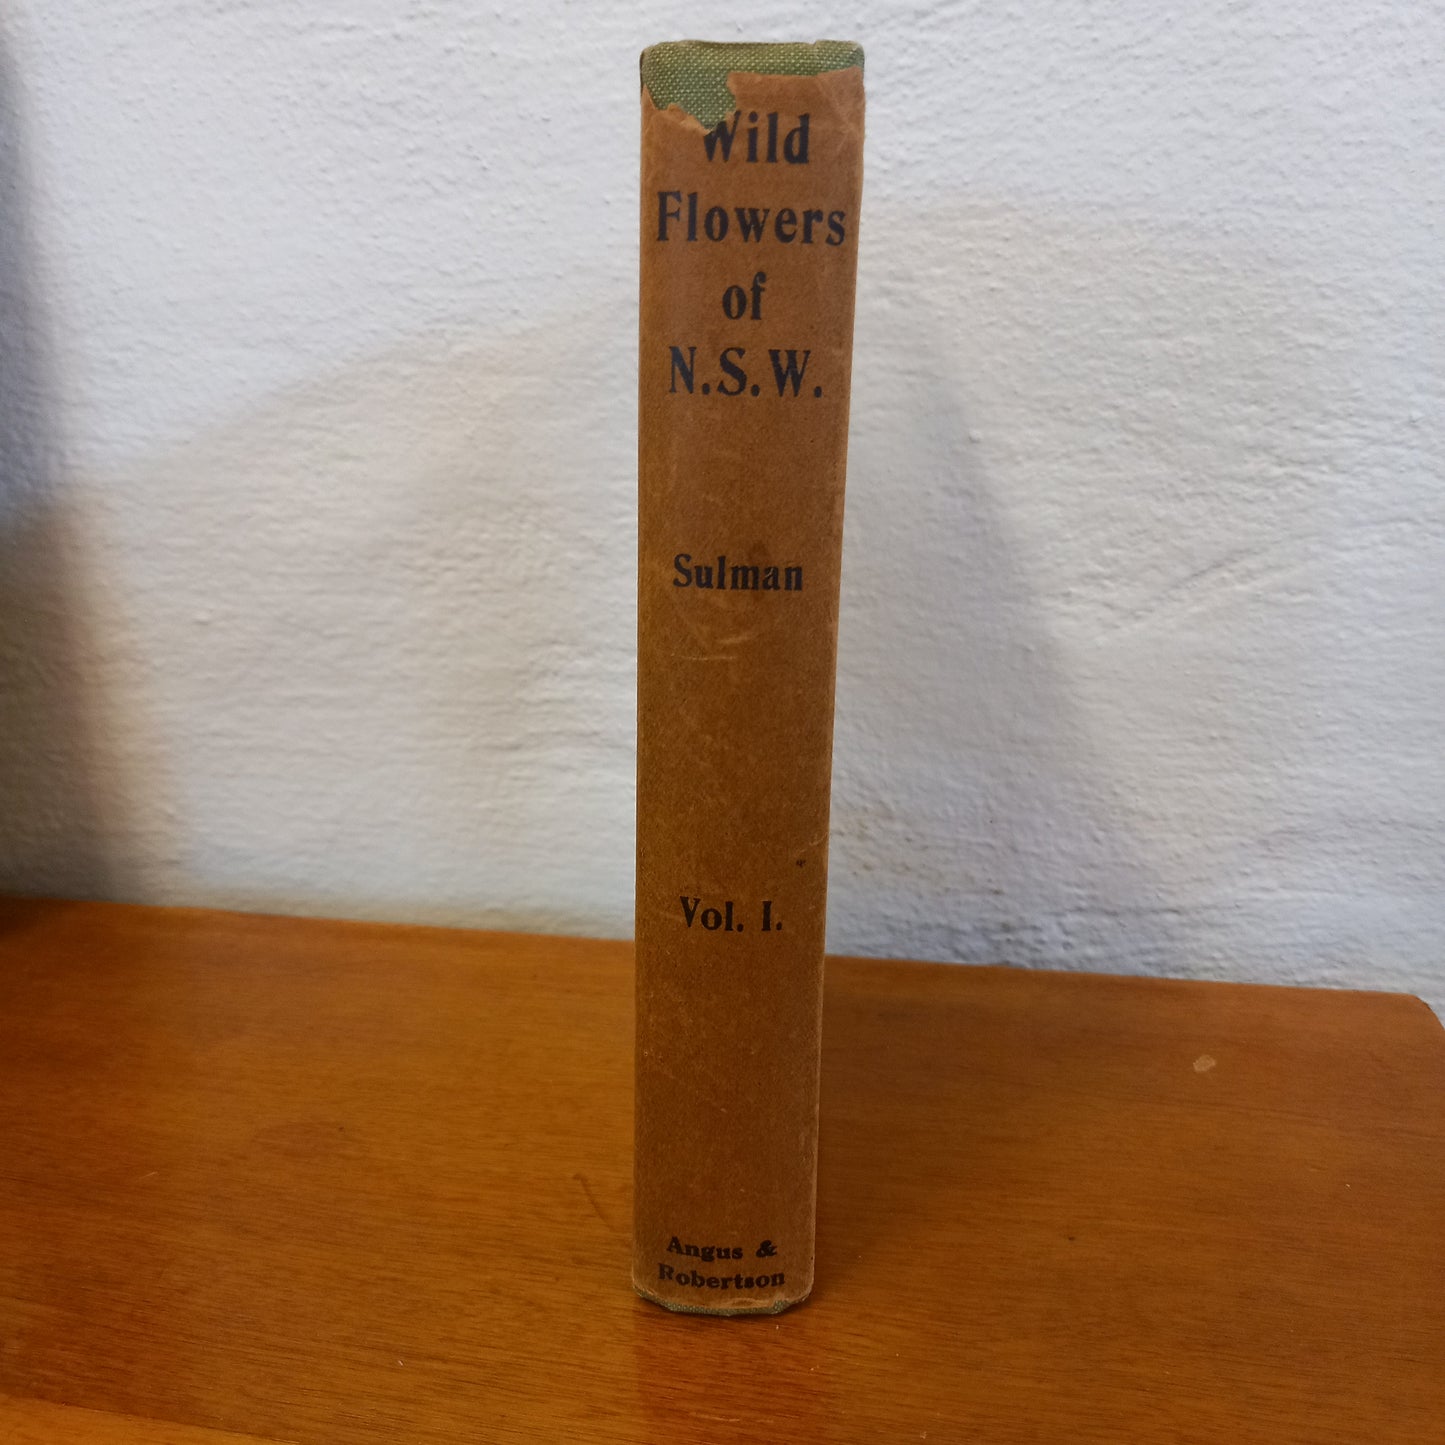 Wild
Flowers
of
N.S.W.
Sulman
Vol. I.
Angus &
Robertson